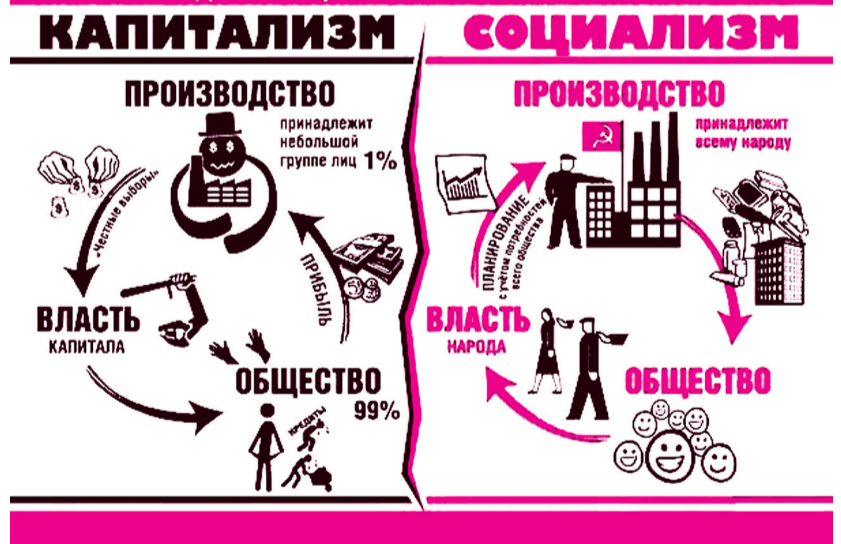 КАПИТАЛИЗМ
ПРОИЗВОДСТВО
принадлежит
небольшой
группе лиц 1%
„Честные выборы“
ПРИБЫЛЬ
ВЛАСТЬ
КАПИТАЛА
ОБЩЕСТВО
99%
КРЕДИТЫ
СОЦИАЛИЗМ
ПРОИЗВОДСТВО
принадлежит
всему народу
ПЛАНИРОВАНИЕ
с учётом потребностей
всего общества
ВЛАСТЬ
НАРОДА
ОБЩЕСТВО